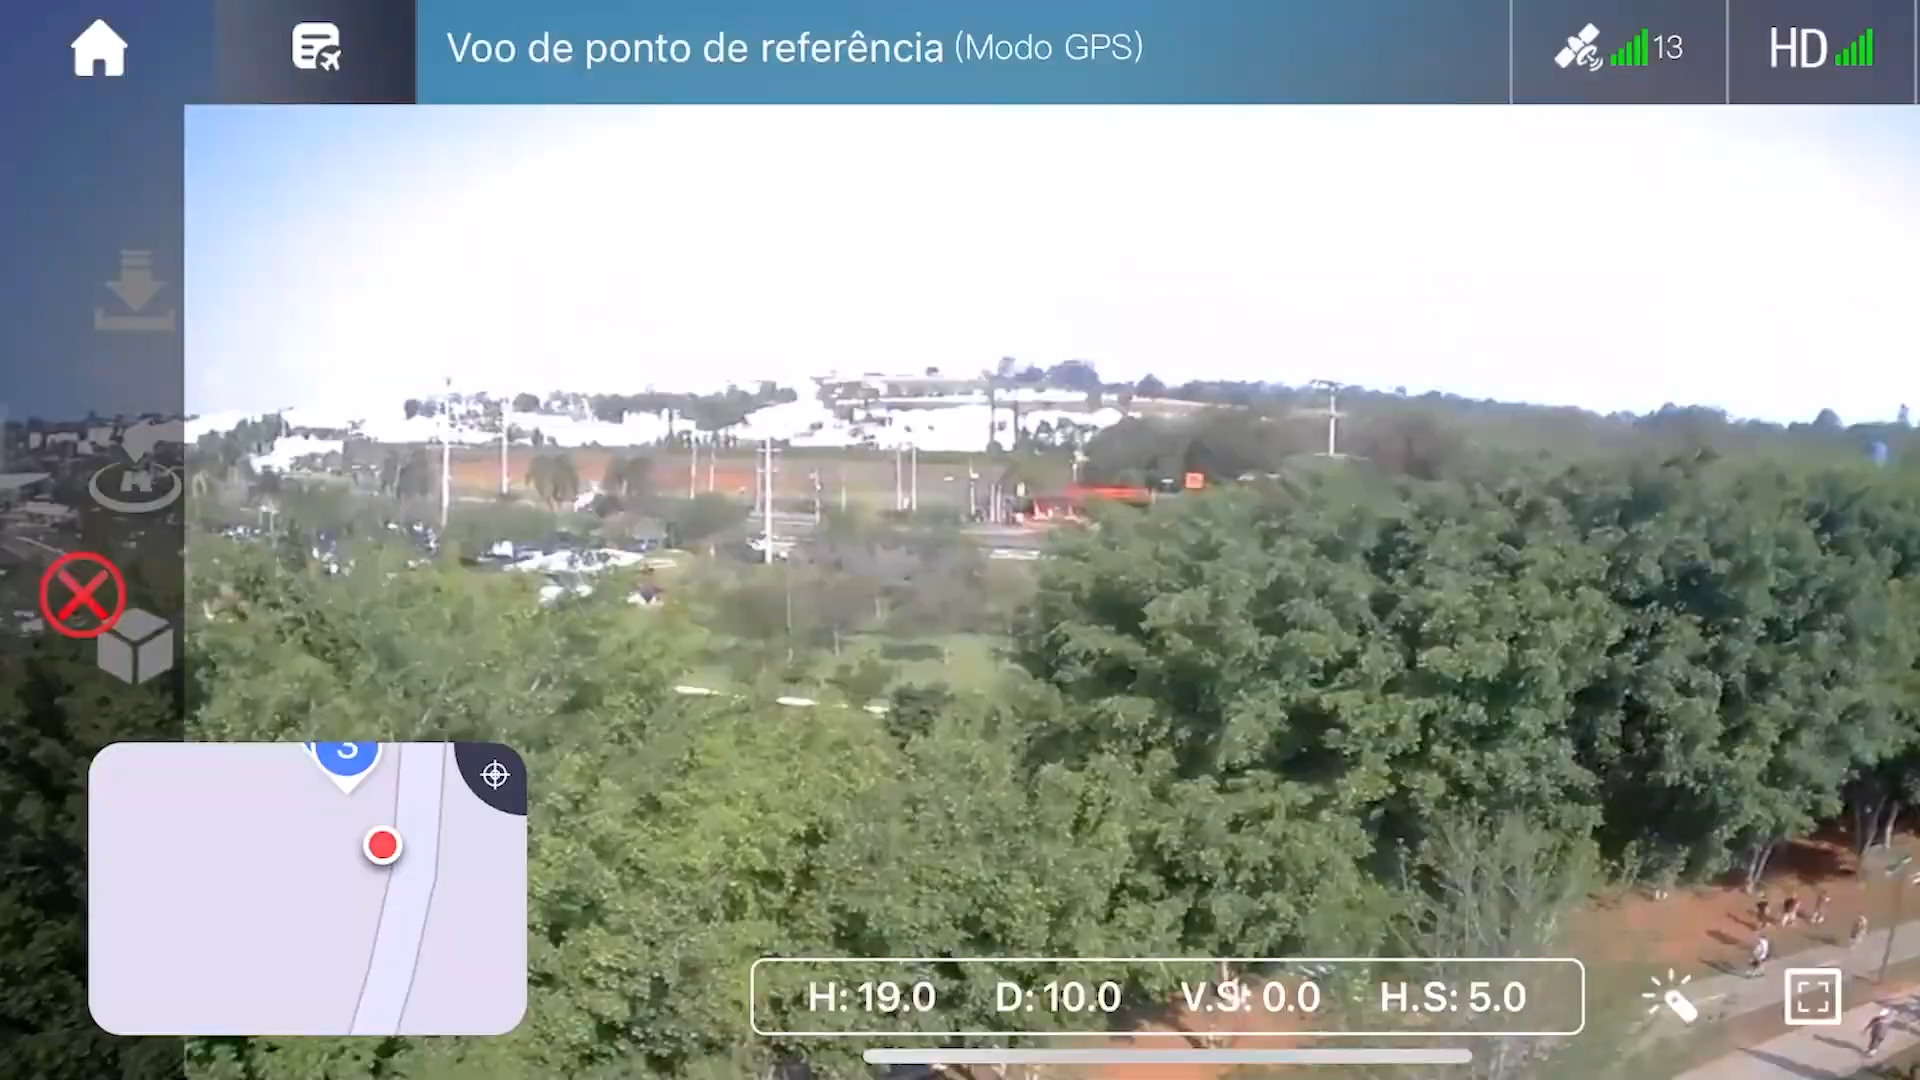 Voo de ponto de referência (Modo GPS)
13
HD
H
3
H: 19.0 D: 10.0 V.S: 0.0 H.S: 5.0